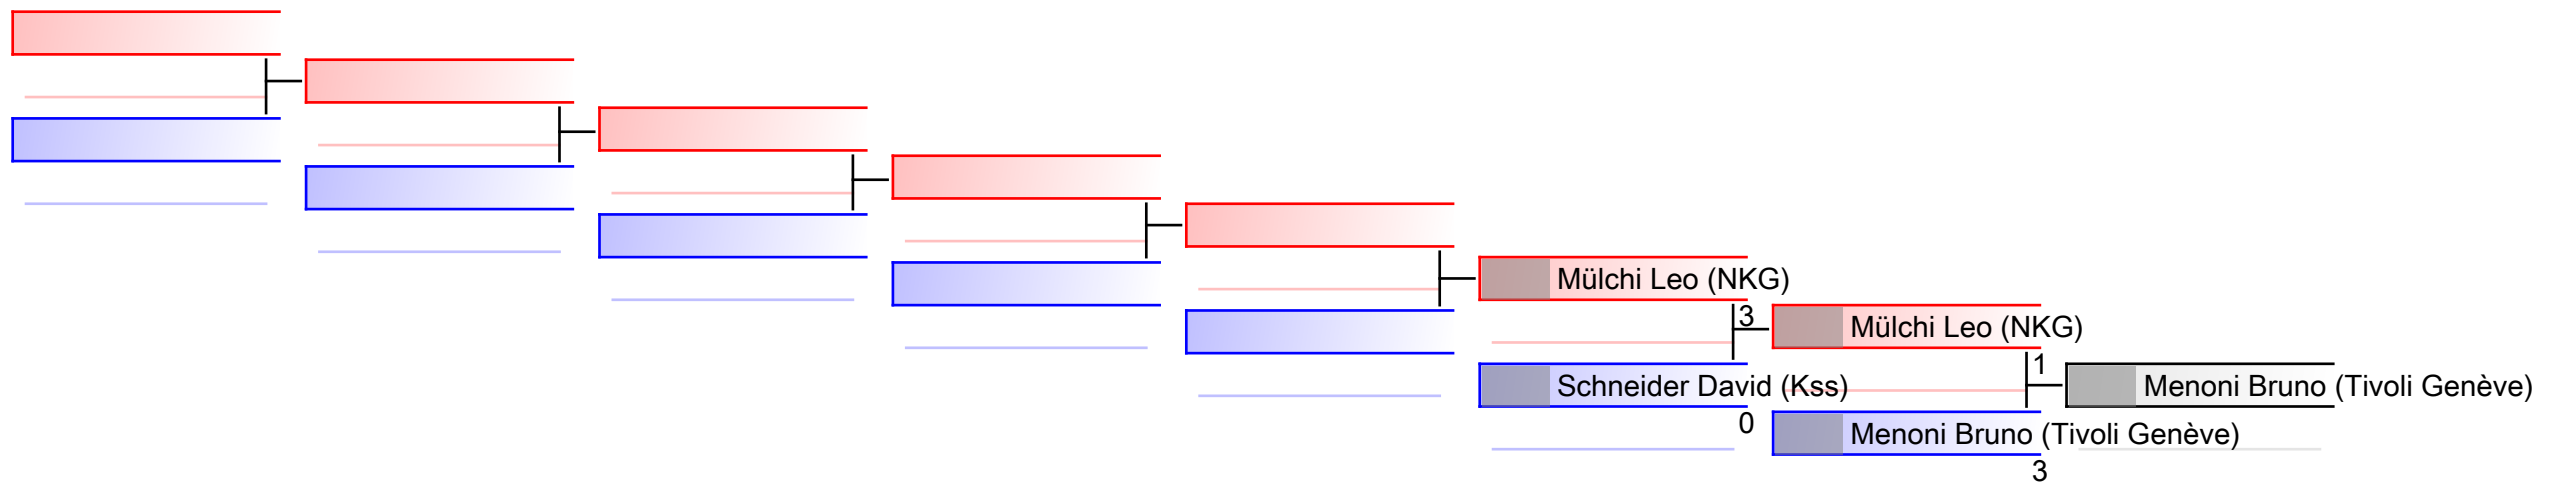 Mülchi Leo (NKG)
3
Schneider David (Kss)
0
Mülchi Leo (NKG)
1
Menoni Bruno (Tivoli Genève)
3
Menoni Bruno (Tivoli Genève)